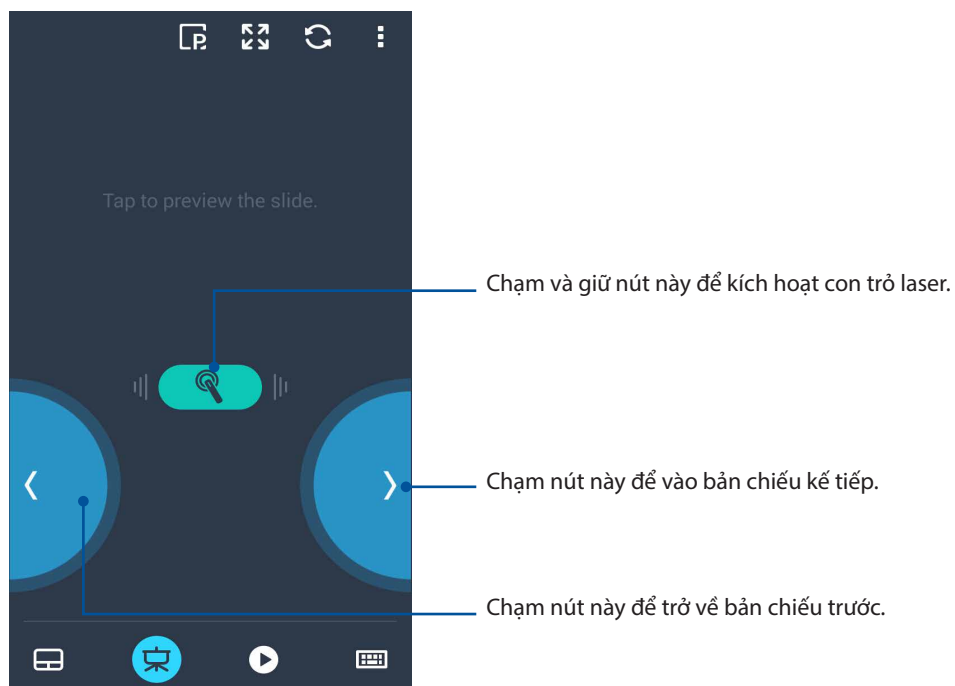 Tap to preview the slide.
Chạm và giữ nút này để kích hoạt con trỏ laser.
Chạm nút này để vào bản chiếu kế tiếp.
Chạm nút này để trở về bản chiếu trước.